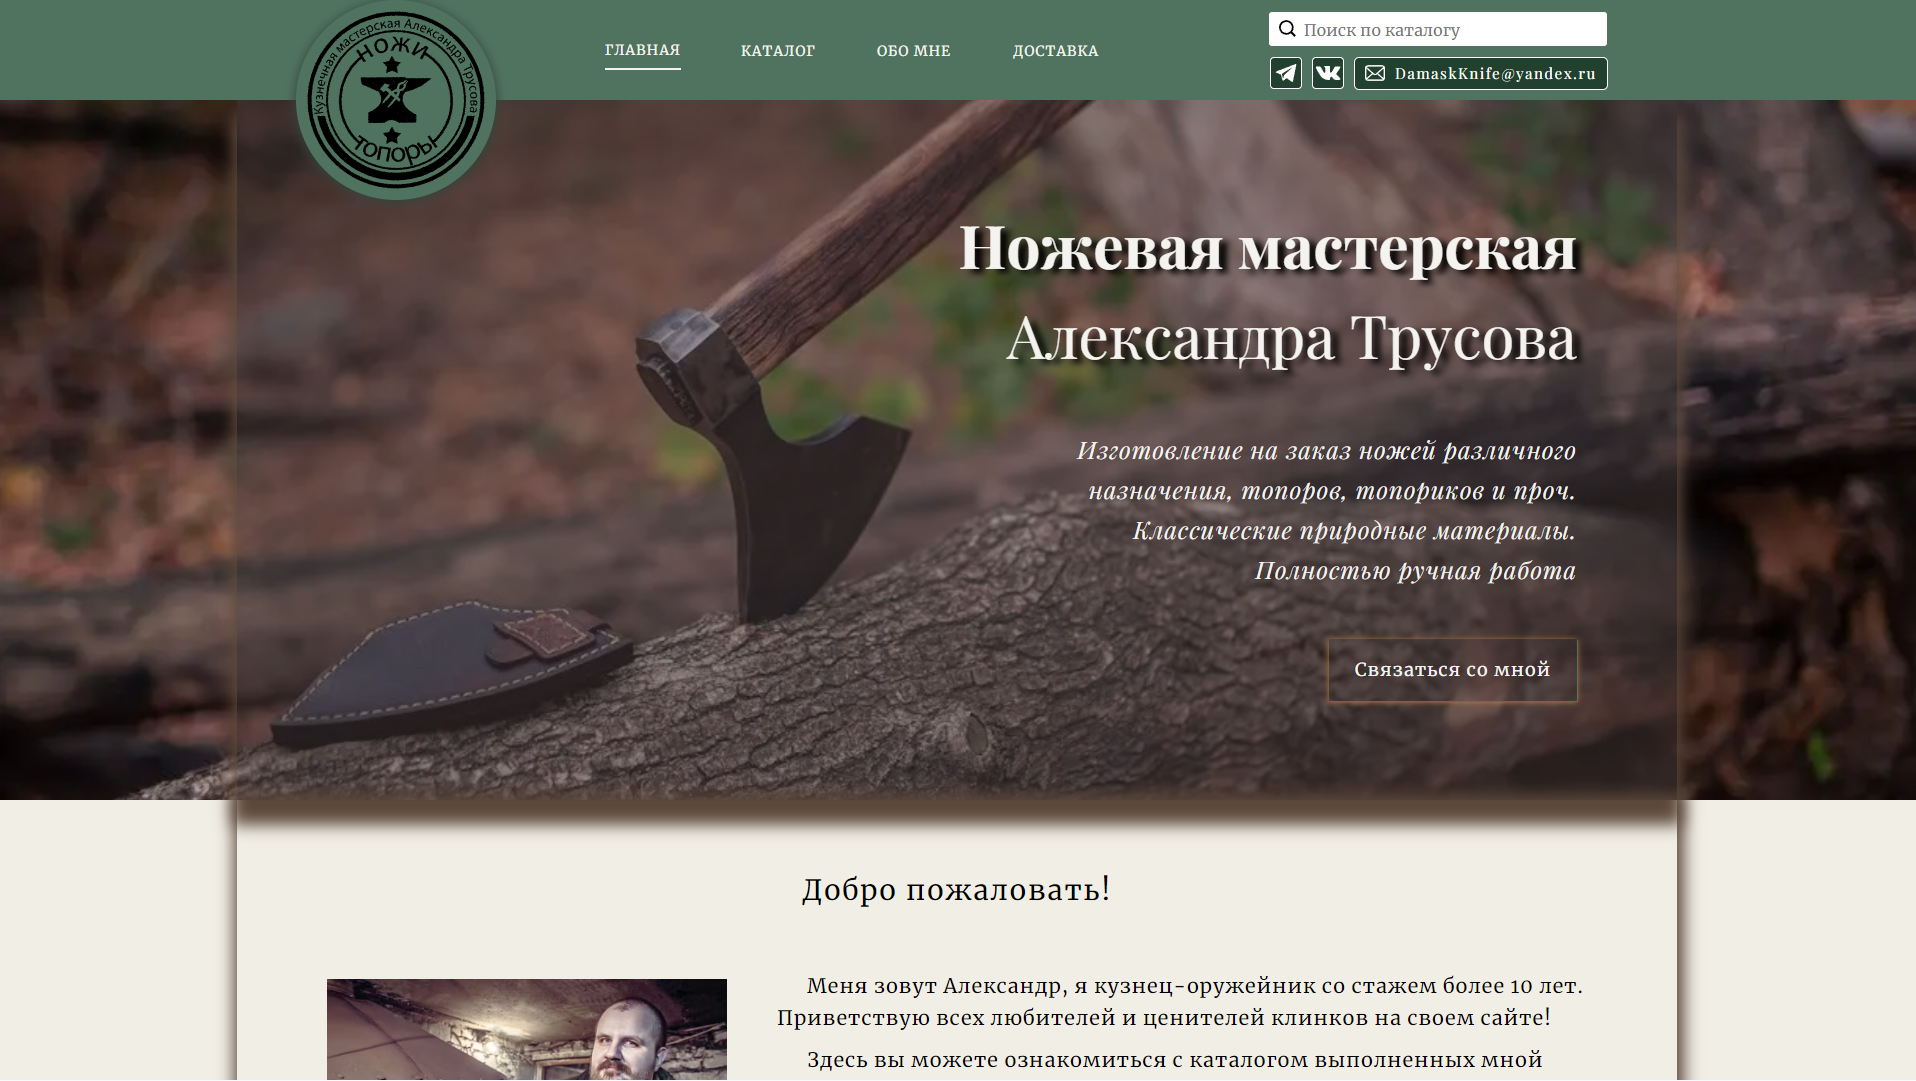 Кузнечная мастерская Александра Трусова
НОЖИ
ТОПОРЫ
ГЛАВНАЯ
КАТАЛОГ
ОБО МНЕ
ДОСТАВКА
Поиск по каталогу
DamaskKnife@yandex.ru
Ножевая мастерская
Александра Трусова
Изготовление на заказ ножей различного
назначения, топоров, топориков и проч.
Классические природные материалы.
Полностью ручная работа
Связаться со мной
Добро пожаловать!
Меня зовут Александр, я кузнец-оружейник со стажем более 10 лет.
Приветствую всех любителей и ценителей клинков на своем сайте!
Здесь вы можете ознакомиться с каталогом выполненных мной